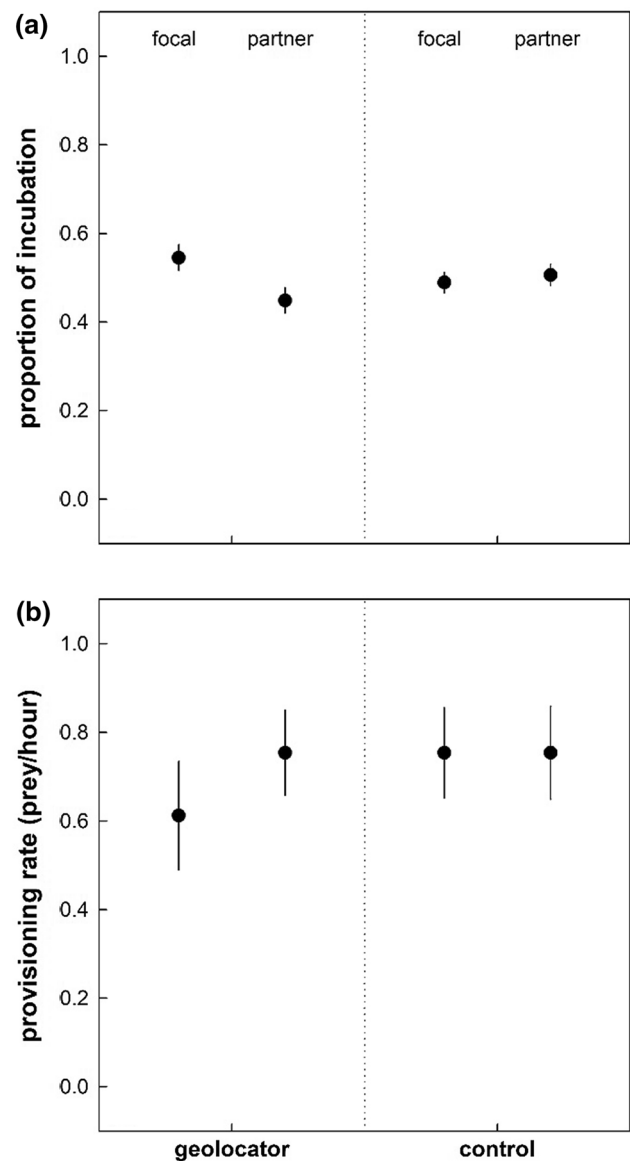 (a)
focal partner focal partner
1.0
0.8
0.6
0.4
0.2
0.0
proportion of incubation
(b)
1.0
0.8
0.6
0.4
0.2
0.0
provisioning rate (prey/hour)
geolocator control